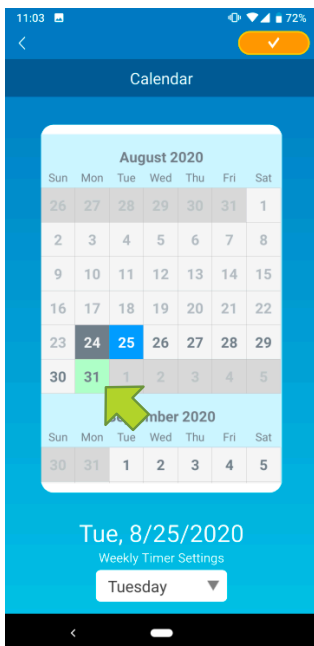 11:03 72%
Calendar
August 2020
Sun Mon Tue Wed Thu Fri Sat
26 27 28 29 30 31 1
2 3 4 5 6 7 8
9 10 11 12 13 14 15
16 17 18 19 20 21 22
23 24 25 26 27 28 29
30 31 1 2 3 4 5
2020
Sun Mon Tue Wed Thu Fri Sat
30 31 1 2 3 4 5
Tue, 8/25/2020
Weekly Timer Settings
Tuesday